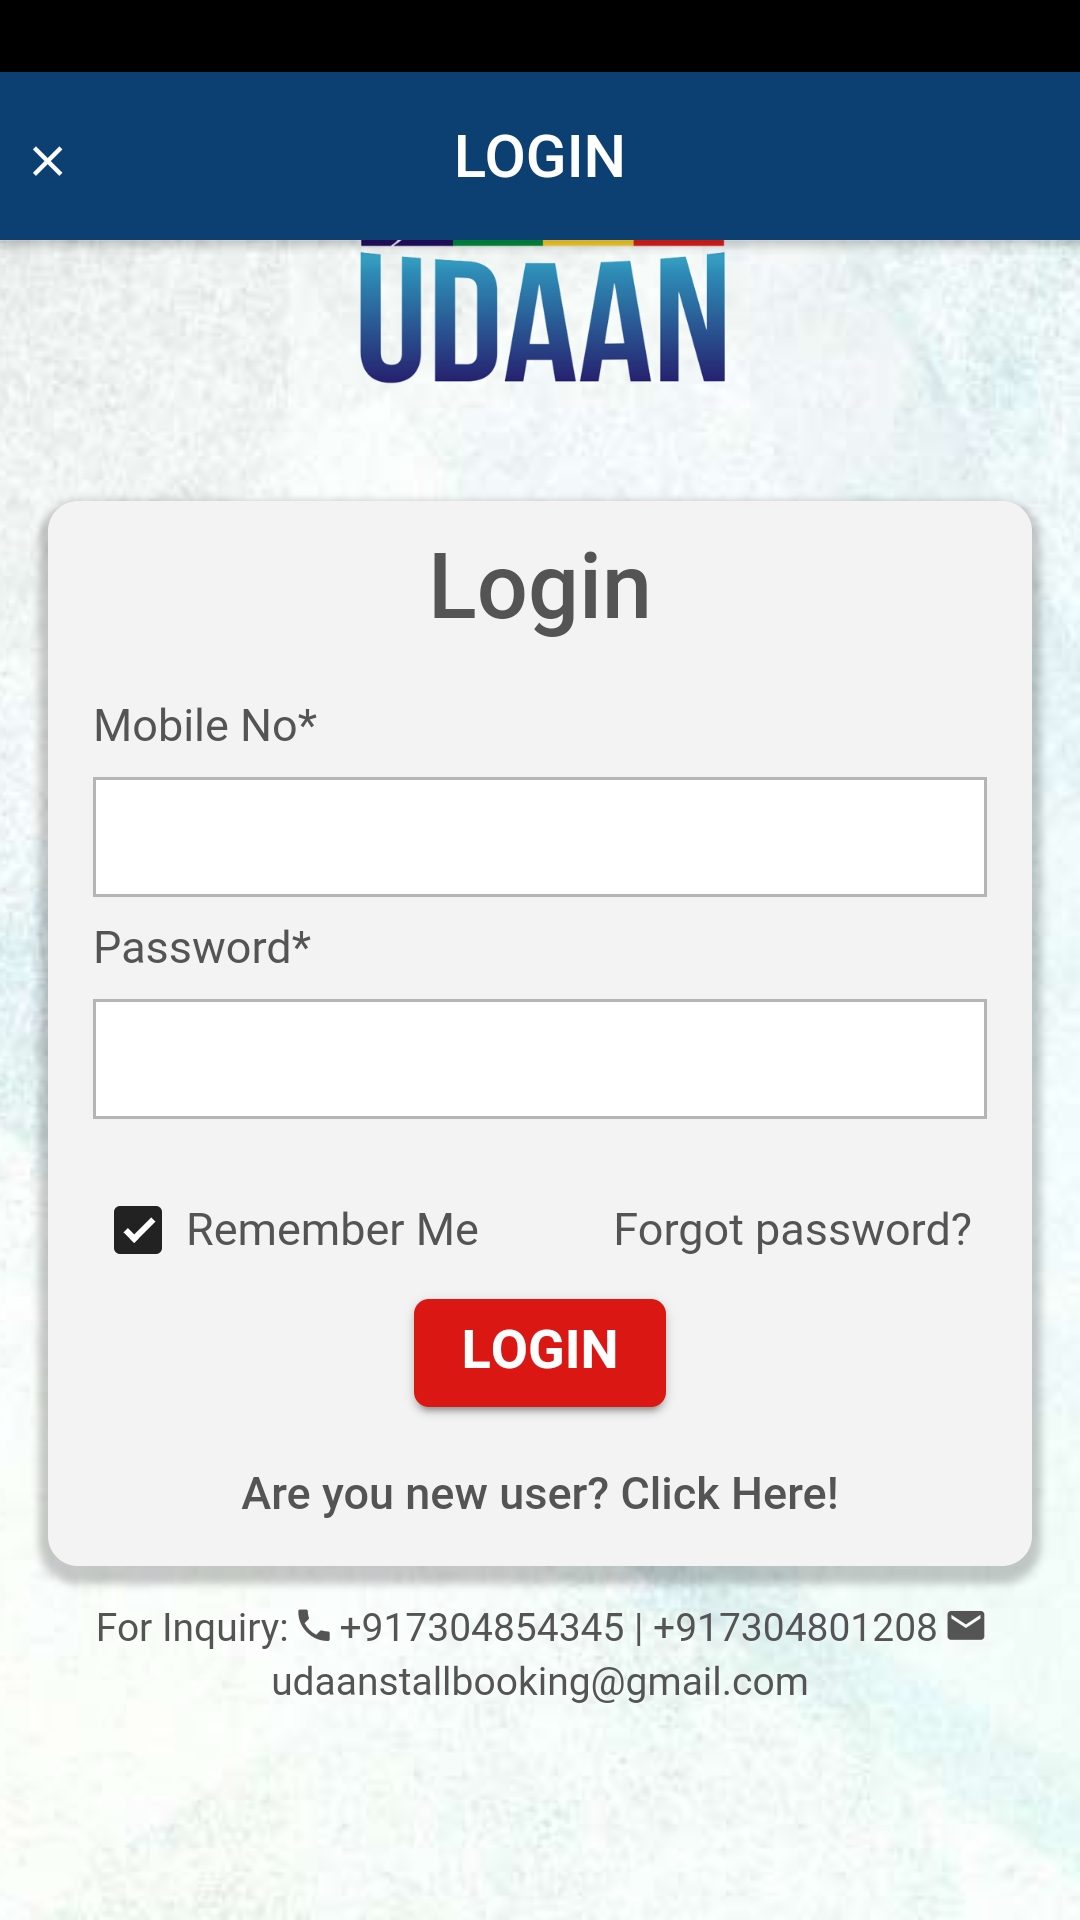 LOGIN
UDAAN
Login
Mobile No*
Password*
Remember Me
Forgot password?
LOGIN
Are you new user? Click Here!
For Inquiry: +917304854345 | +917304801208
udaanstallbooking@gmail.com